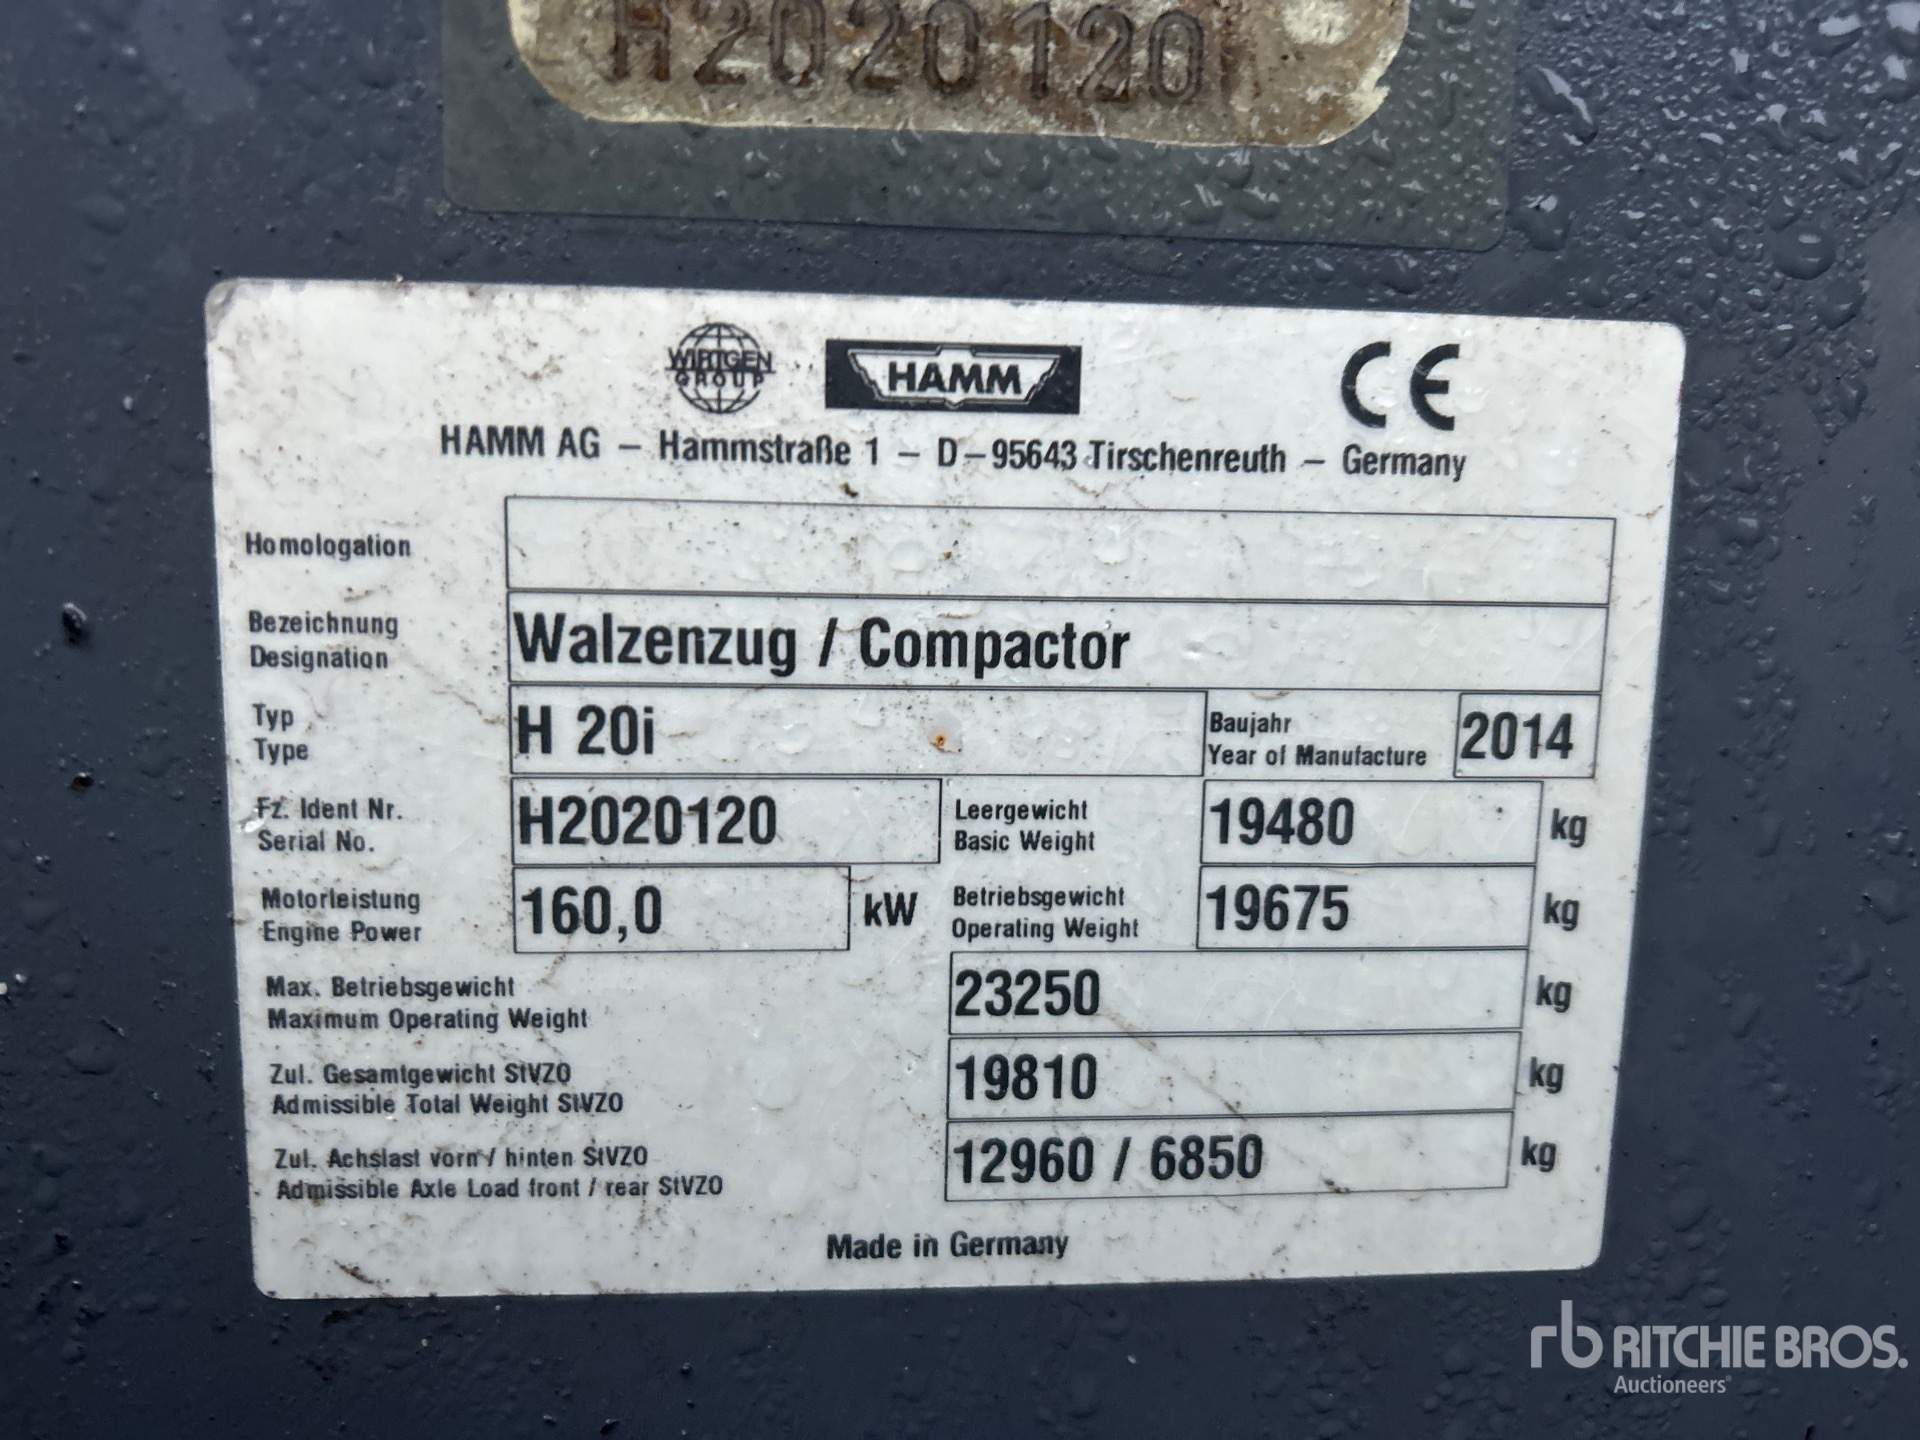 H2020120
WIRTGEN
GROUP
HAMM
CE
HAMM AG – Hammstraße 1 – D–95643 Tirschenreuth – Germany
Homologation
Bezeichnung
Designation
Walzenzug / Compactor
Typ
Type
H 20i
Baujahr
Year of Manufacture
2014
Fz. Ident Nr.
Serial No.
H2020120
Leergewicht
Basic Weight
19480 kg
Motorleistung
Engine Power
160,0 kW
Betriebsgewicht
Operating Weight
19675 kg
Max. Betriebsgewicht
Maximum Operating Weight
23250 kg
Zul. Gesamtgewicht StVZO
Admissible Total Weight StVZO
19810 kg
Zul. Achslast vorn / hinten StVZO
Admissible Axle Load front / rear StVZO
12960 / 6850 kg
Made in Germany
rb RITCHIE BROS.
Auctioneers